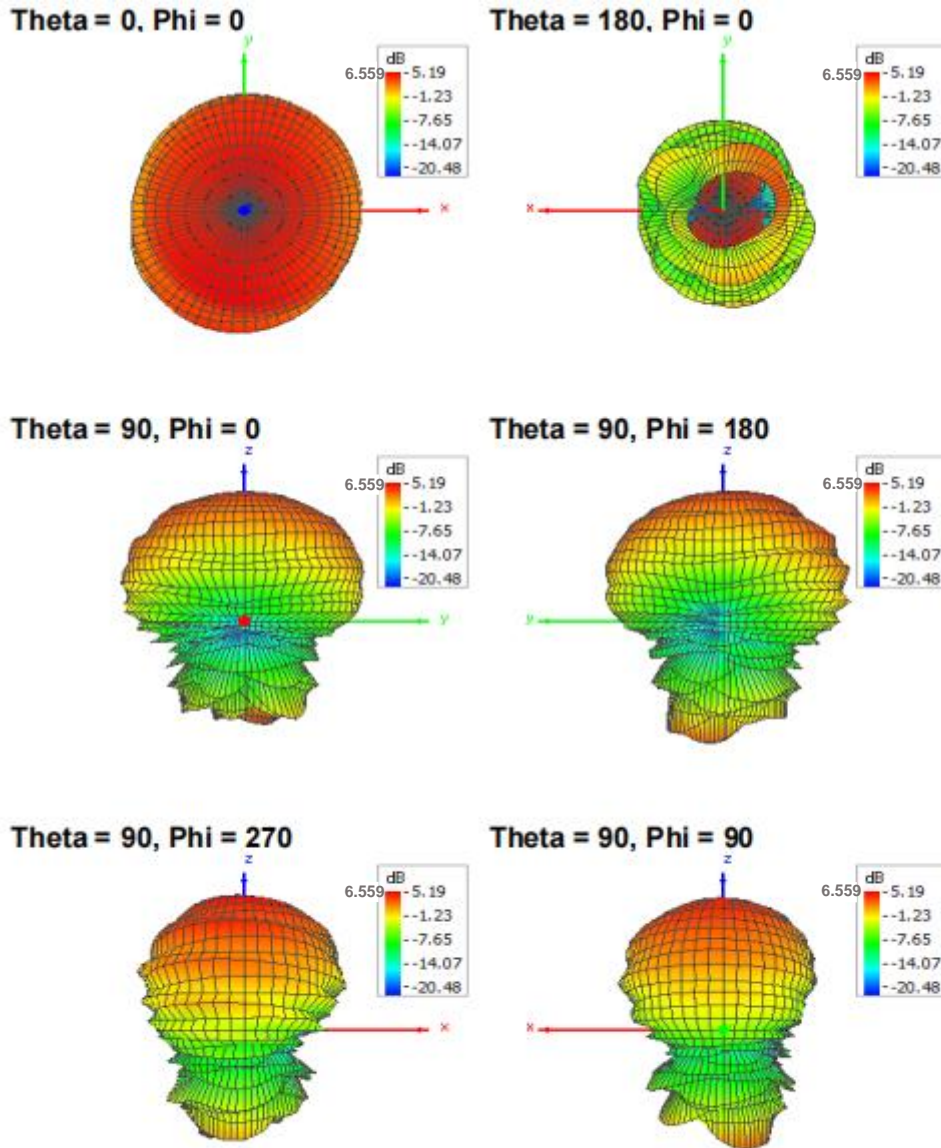 Theta = 0, Phi = 0
y
dB
6.559 -5.19
--1.23
--7.65
--14.07
--20.48
x
Theta = 180, Phi = 0
y
dB
6.559 -5.19
--1.23
--7.65
--14.07
--20.48
x
Theta = 90, Phi = 0
z
dB
6.559 -5.19
--1.23
--7.65
--14.07
--20.48
y
Theta = 90, Phi = 180
z
dB
6.559 -5.19
--1.23
--7.65
--14.07
--20.48
y
Theta = 90, Phi = 270
z
dB
6.559 -5.19
--1.23
--7.65
--14.07
--20.48
x
Theta = 90, Phi = 90
z
dB
6.559 -5.19
--1.23
--7.65
--14.07
--20.48
x